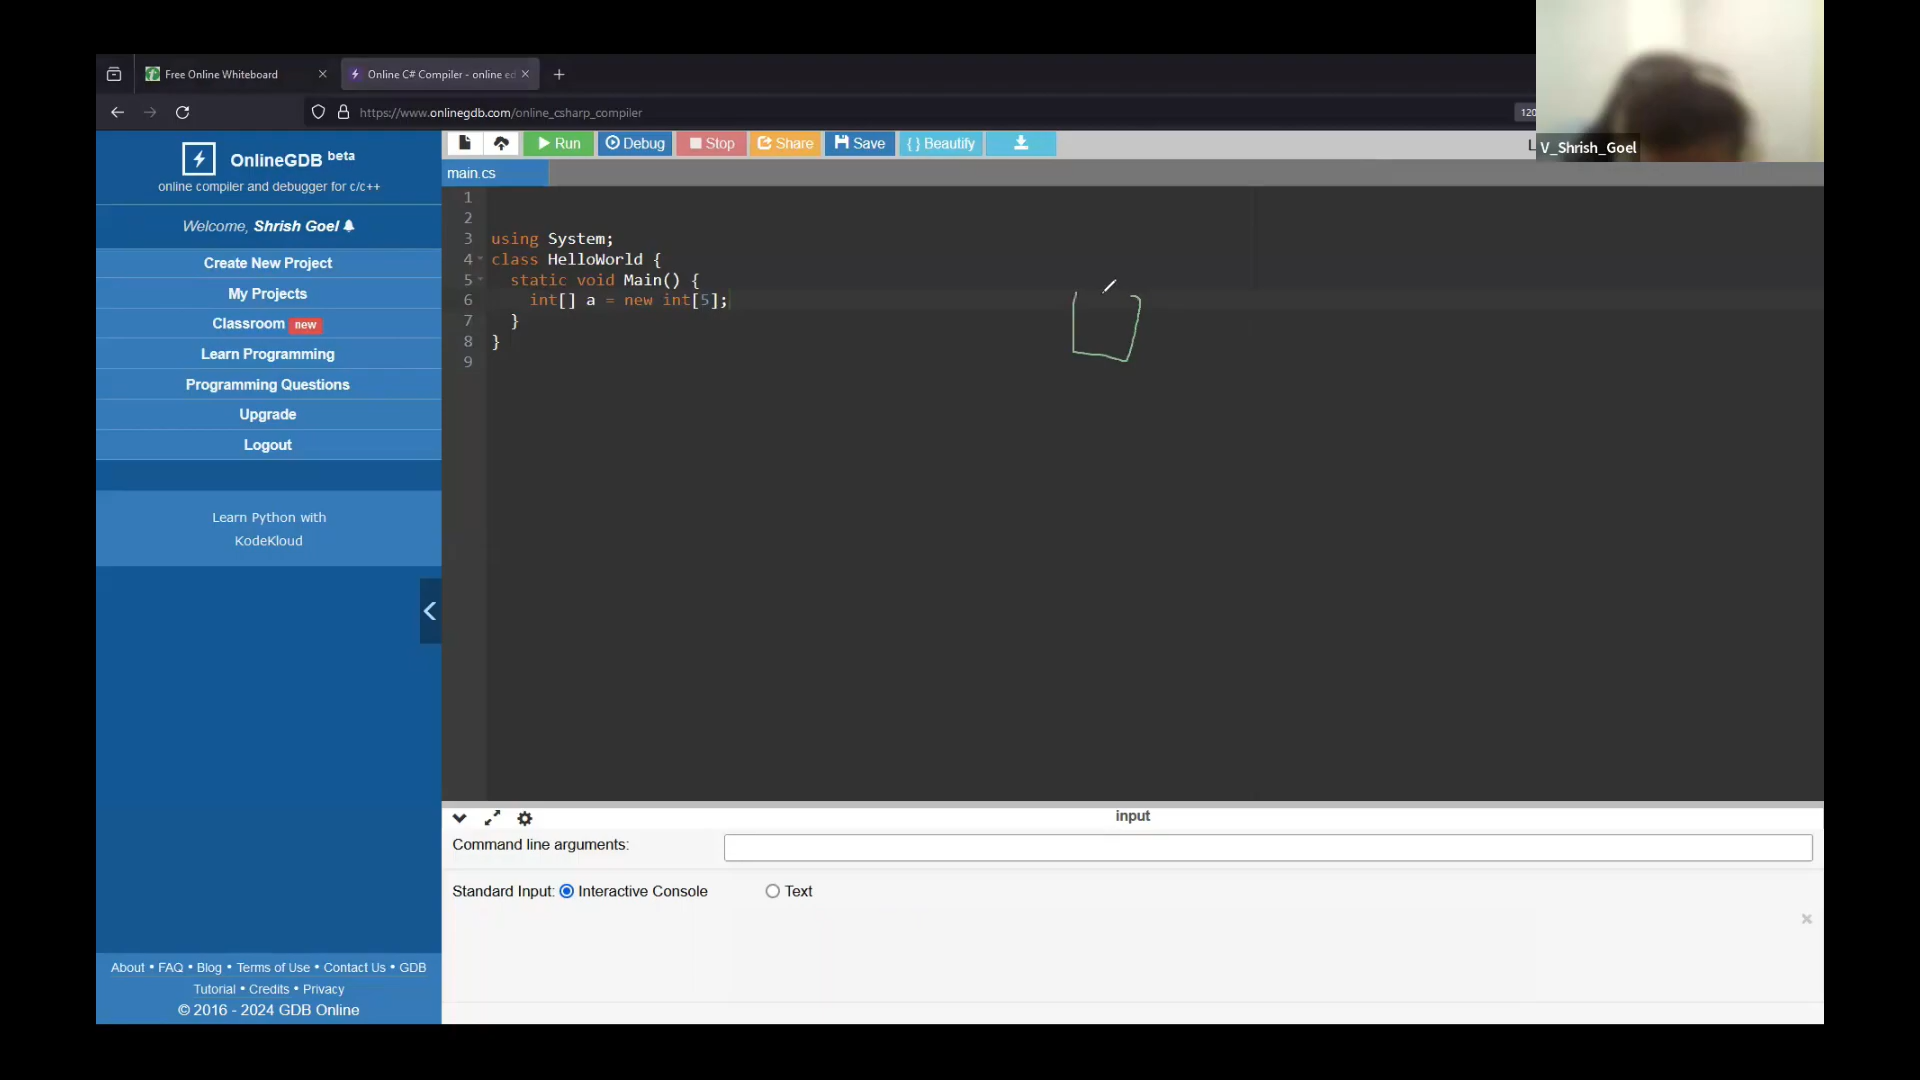 Free Online Whiteboard
Online C# Compiler - online ed
https://www.onlinegdb.com/online_csharp_compiler
120
V_Shrish_Goel
OnlineGDB beta
online compiler and debugger for c/c++
Welcome, Shrish Goel
Create New Project
My Projects
Classroom new
Learn Programming
Programming Questions
Upgrade
Logout
Learn Python with
KodeKloud
About • FAQ • Blog • Terms of Use • Contact Us • GDB
Tutorial • Credits • Privacy
© 2016 - 2024 GDB Online
Run
Debug
Stop
Share
Save
{ } Beautify
main.cs
1
2
3 using System;
4 class HelloWorld {
5 static void Main() {
6 int[] a = new int[5];
7 }
8 }
9
input
Command line arguments:
Standard Input: Interactive Console Text